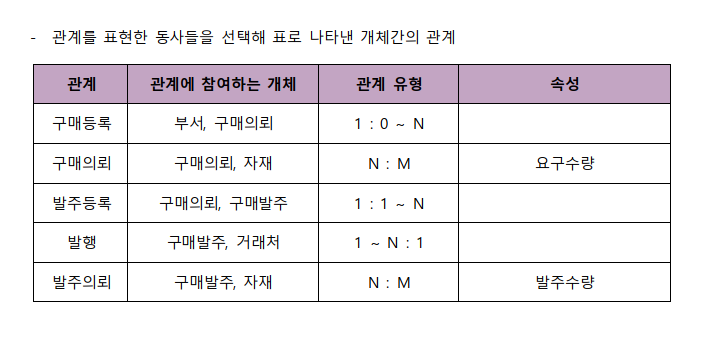 - 관계를 표현한 동사들을 선택해 표로 나타낸 개체간의 관계
관계 관계에 참여하는 개체 관계 유형 속성
구매등록 부서, 구매의뢰 1 : 0 ~ N
구매의뢰 구매의뢰, 자재 N : M 요구수량
발주등록 구매의뢰, 구매발주 1 : 1 ~ N
발행 구매발주, 거래처 1 ~ N : 1
발주의뢰 구매발주, 자재 N : M 발주수량